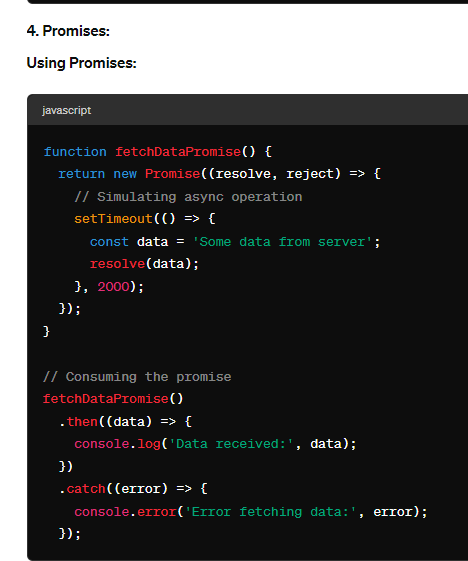 4. Promises:
Using Promises:
javascript
function fetchDataPromise() {
  return new Promise((resolve, reject) => {
    // Simulating async operation
    setTimeout(() => {
      const data = 'Some data from server';
      resolve(data);
    }, 2000);
  });
}

// Consuming the promise
fetchDataPromise()
  .then((data) => {
    console.log('Data received:', data);
  })
  .catch((error) => {
    console.error('Error fetching data:', error);
  });